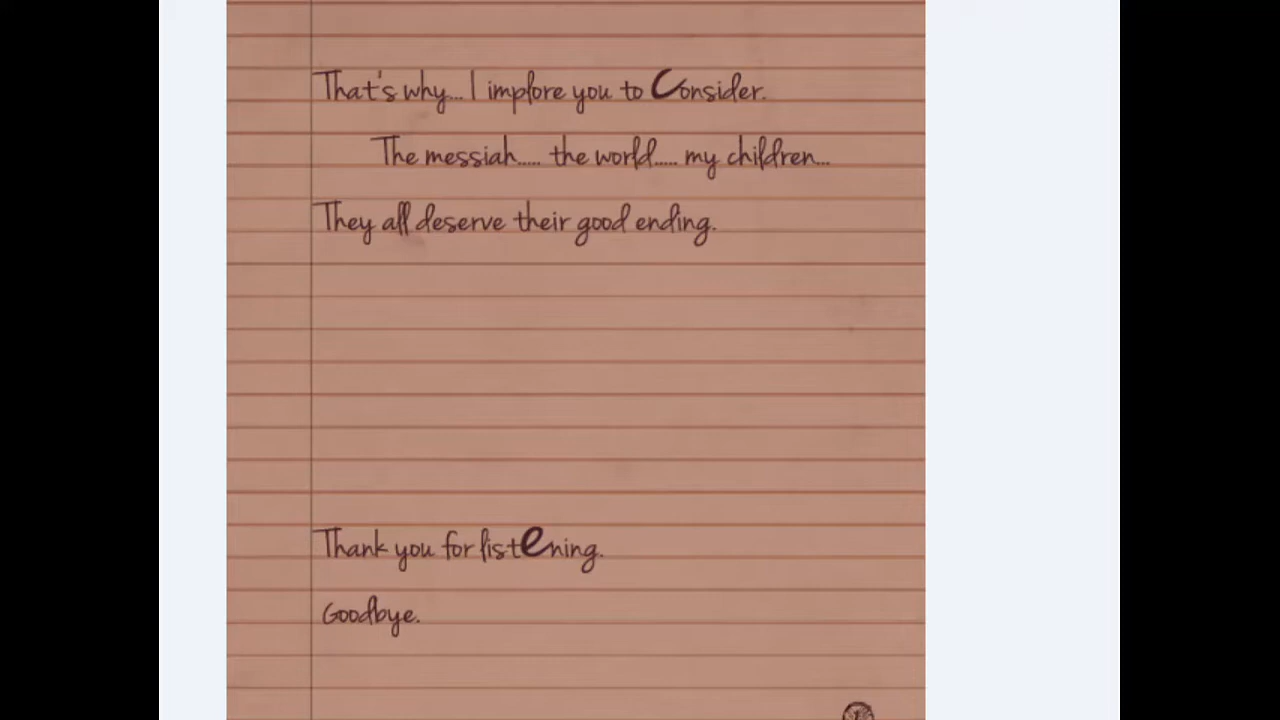 That's why... I implore you to Consider.
The messiah..... the world..... my children...
They all deserve their good ending.
Thank you for listening.
Goodbye.